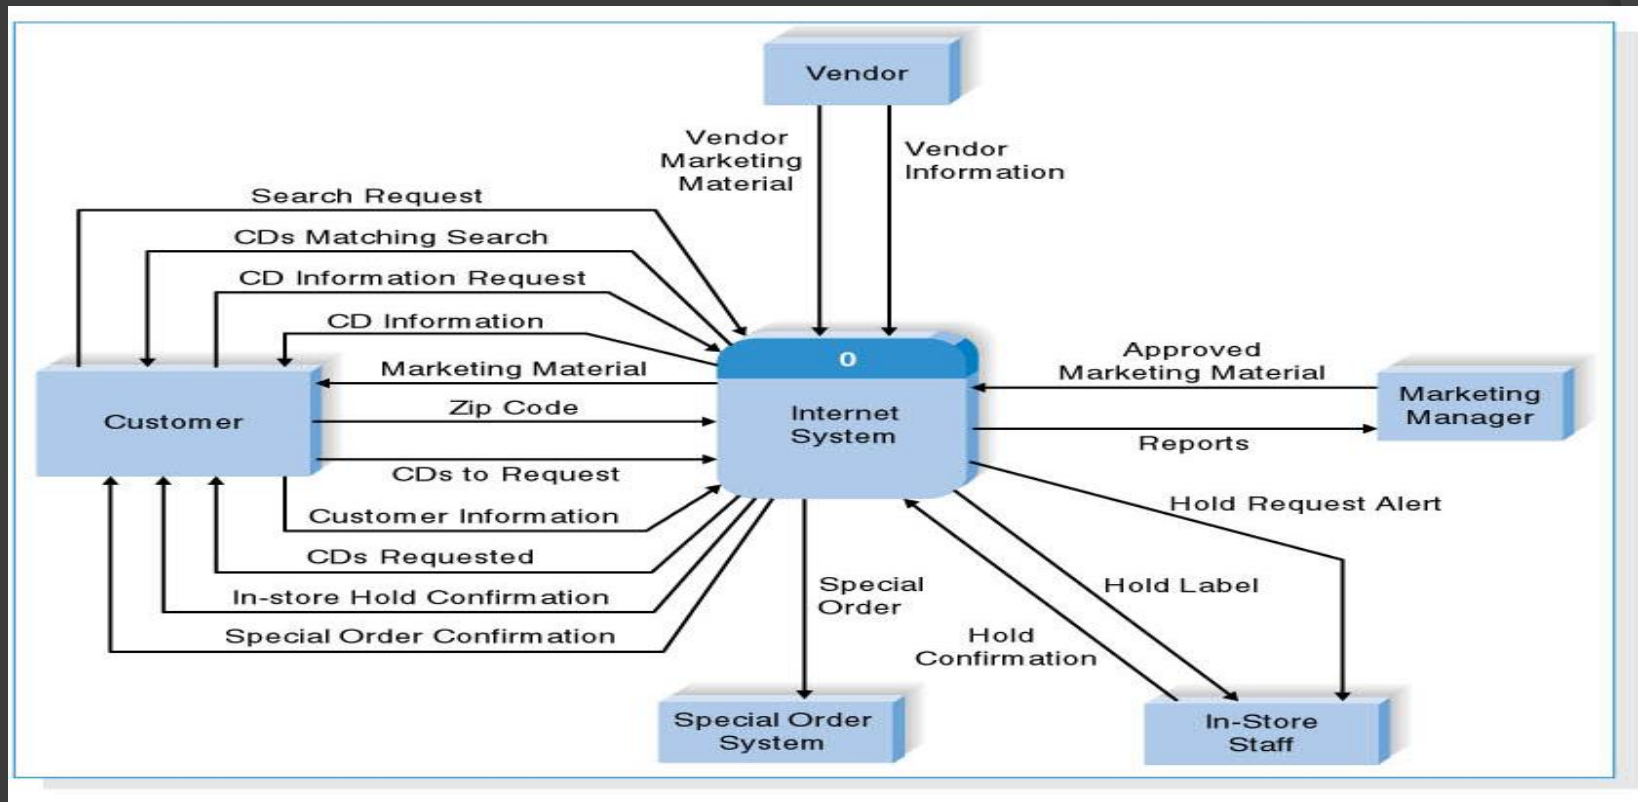 Vendor
Vendor
Marketing
Material
Vendor
Information
Search Request
CDs Matching Search
CD Information Request
CD Information
Marketing Material
Zip Code
CDs to Request
Customer Information
CDs Requested
In-store Hold Confirmation
Special Order Confirmation
Customer
0
Internet
System
Approved
Marketing Material
Reports
Marketing
Manager
Hold Request Alert
Hold Label
Hold
Confirmation
Special
Order
Special Order
System
In-Store
Staff